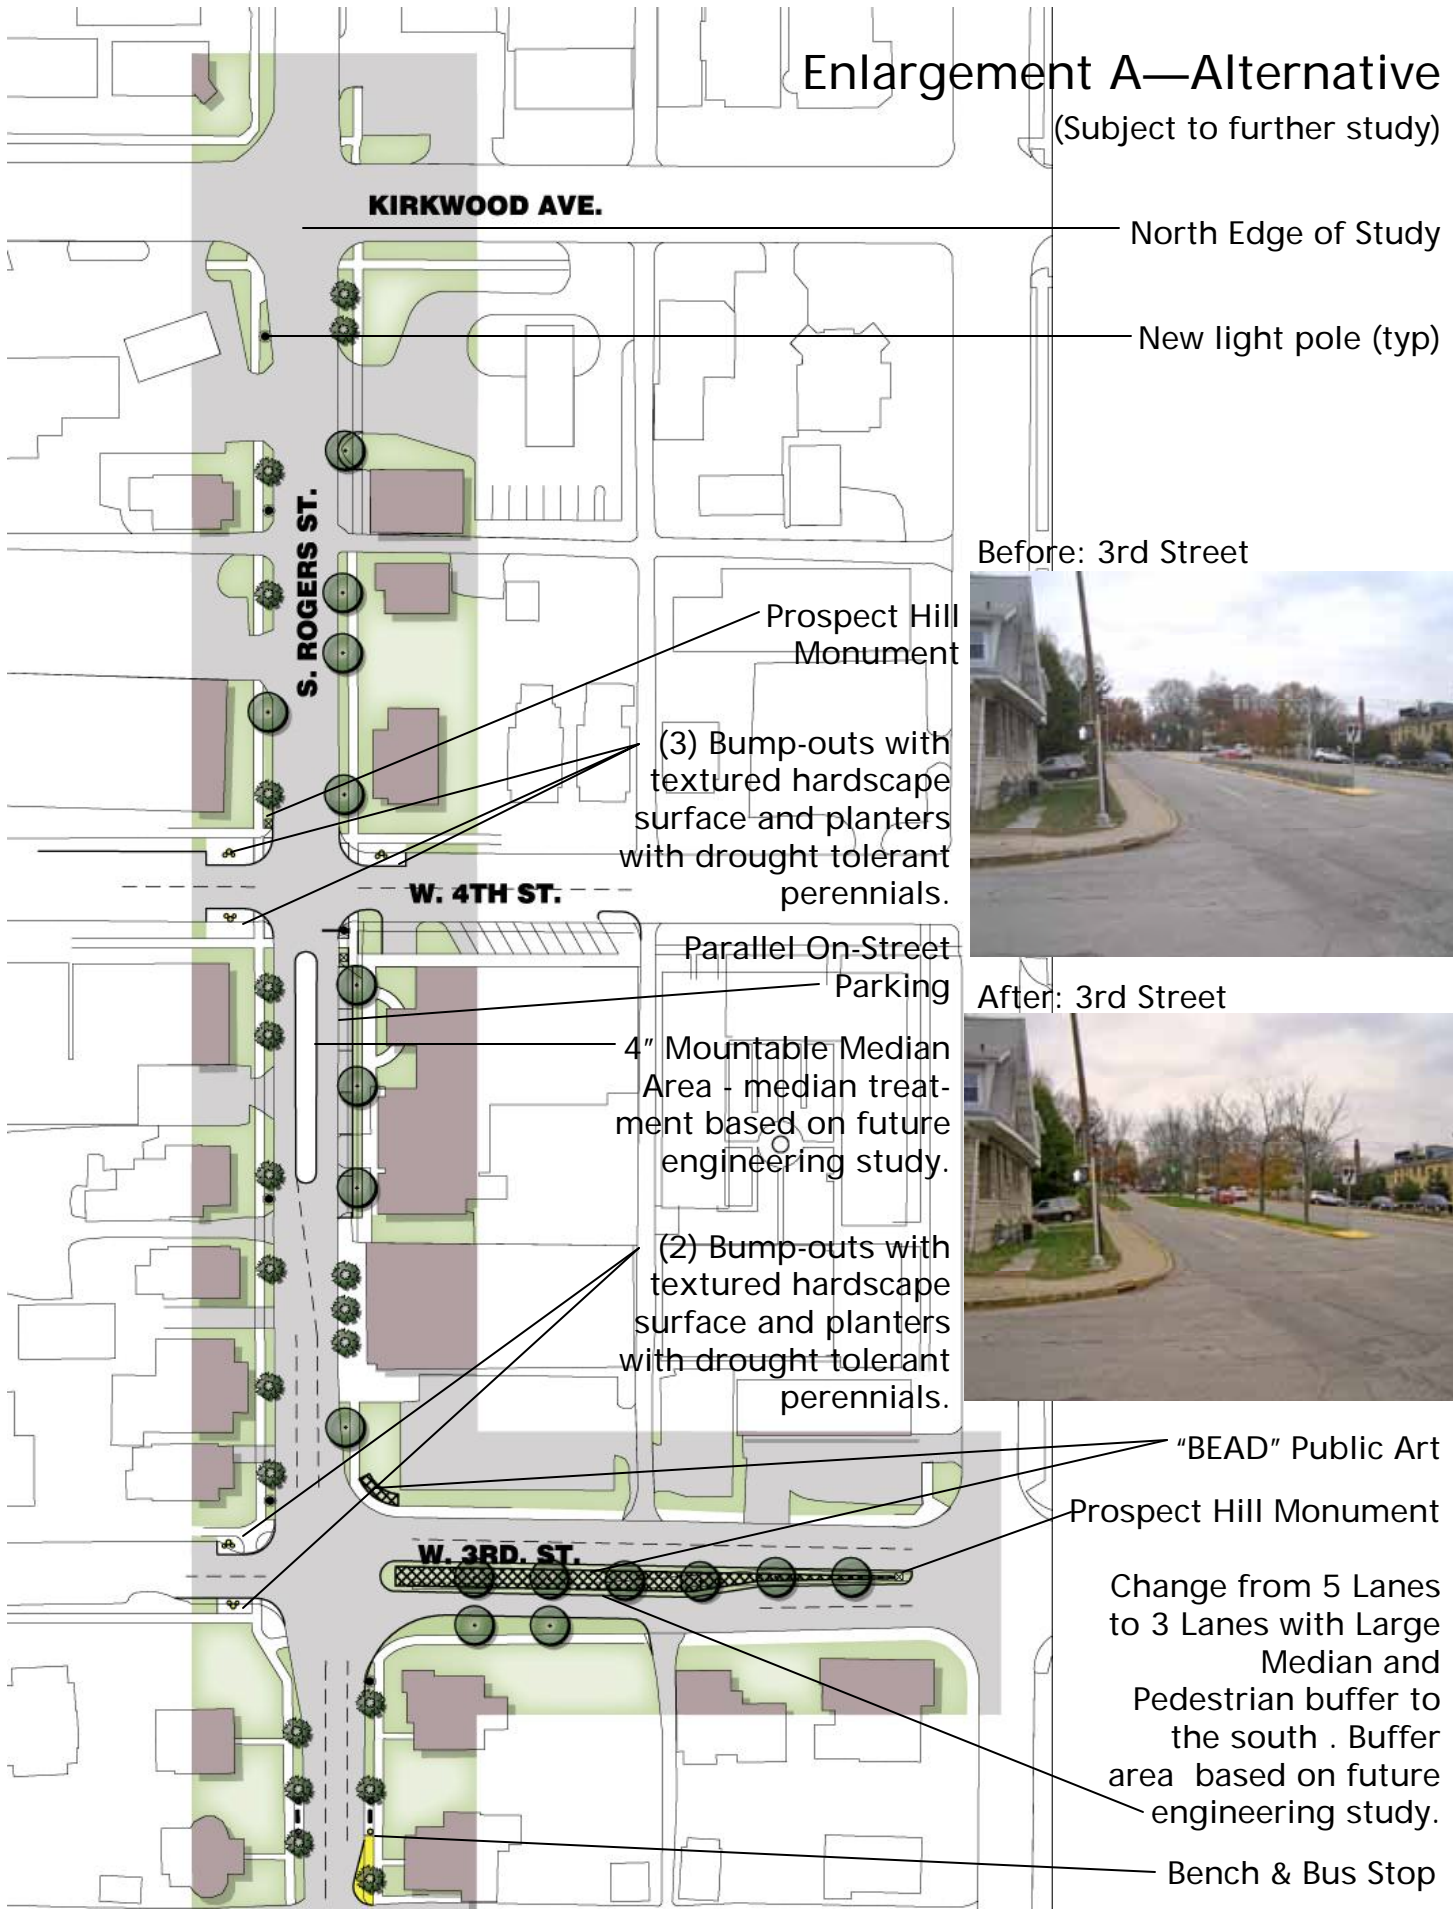 Enlargement A—Alternative
(Subject to further study)
KIRKWOOD AVE.
North Edge of Study
New light pole (typ)
S. ROGERS ST.
Before: 3rd Street
Prospect Hill
Monument
(3) Bump-outs with
textured hardscape
surface and planters
with drought tolerant
perennials.
W. 4TH ST.
Parallel On-Street
Parking
After: 3rd Street
4" Mountable Median
Area - median treat-
ment based on future
engineering study.
(2) Bump-outs with
textured hardscape
surface and planters
with drought tolerant
perennials.
"BEAD" Public Art
Prospect Hill Monument
W. 3RD. ST.
Change from 5 Lanes
to 3 Lanes with Large
Median and
Pedestrian buffer to
the south . Buffer
area  based on future
engineering study.
Bench & Bus Stop